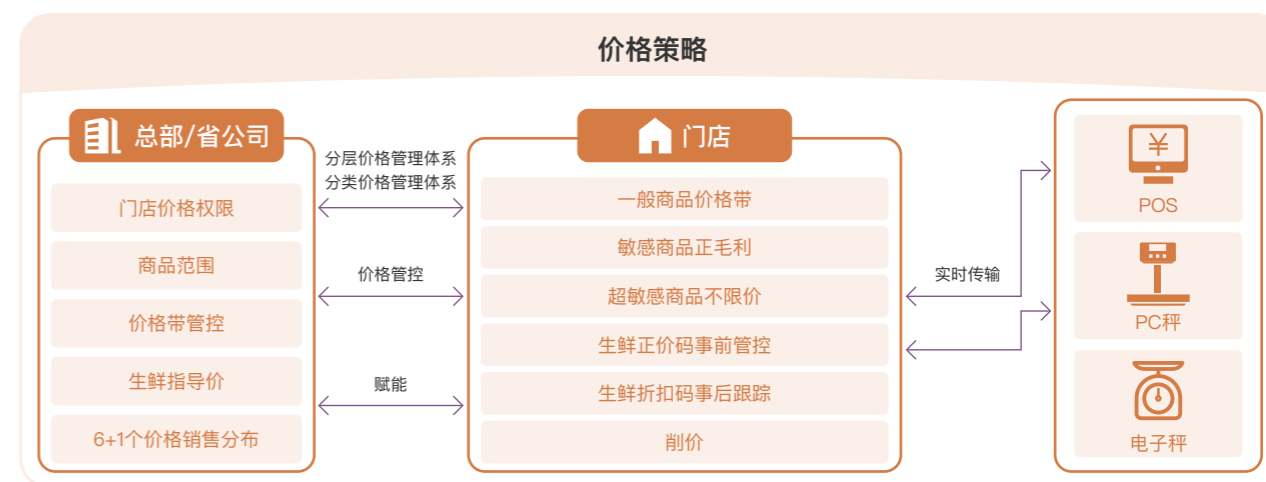 价格策略
总部/省公司
门店价格权限
商品范围
价格带管控
生鲜指导价
6+1个价格销售分布
分层价格管理体系
分类价格管理体系
价格管控
赋能
门店
一般商品价格带
敏感商品正毛利
超敏感商品不限价
生鲜正价码事前管控
生鲜折扣码事后跟踪
削价
实时传输
¥
POS
PC秤
电子秤